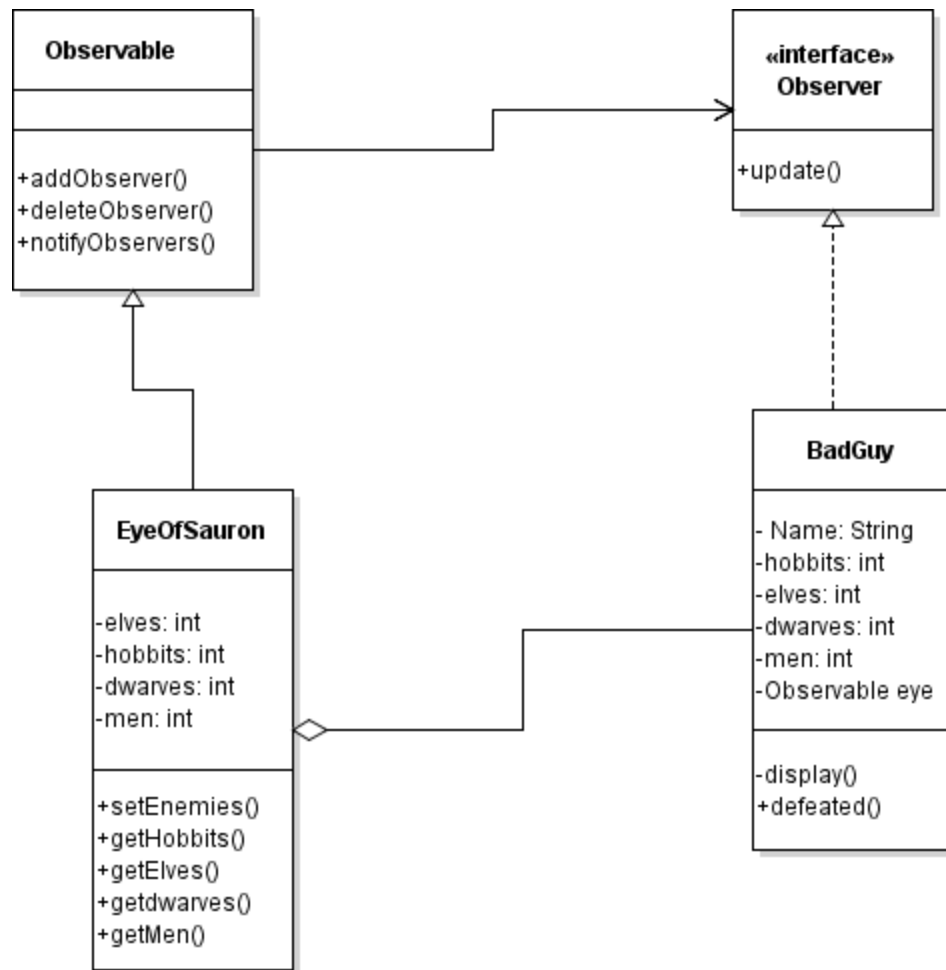 Observable
+addObserver()
+deleteObserver()
+notifyObservers()
«interface»
Observer
+update()
EyeOfSauron
-elves: int
-hobbits: int
-dwarves: int
-men: int
+setEnemies()
+getHobbits()
+getElves()
+getdwarves()
+getMen()
BadGuy
- Name: String
-hobbits: int
-elves: int
-dwarves: int
-men: int
-Observable eye
-display()
+defeated()